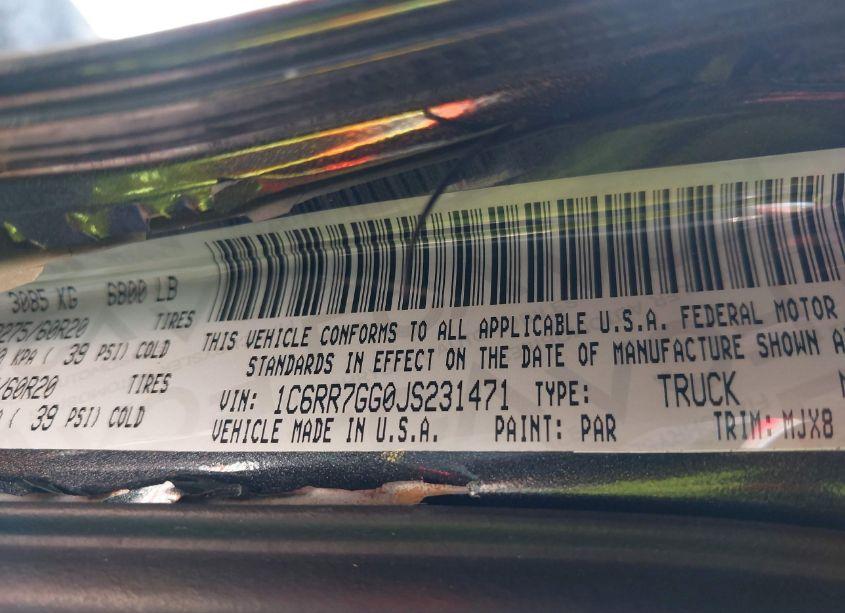 3085 KG 6800 LB
275/60R20 TIRES
KPA ( 39 PSI) COLD
/60R20 TIRES
( 39 PSI) COLD
THIS VEHICLE CONFORMS TO ALL APPLICABLE U.S.A. FEDERAL MOTOR
STANDARDS IN EFFECT ON THE DATE OF MANUFACTURE SHOWN
VIN: 1C6RR7GG0JS231471 TYPE: TRUCK
VEHICLE MADE IN U.S.A. PAINT: PAR TRIM: MJX8